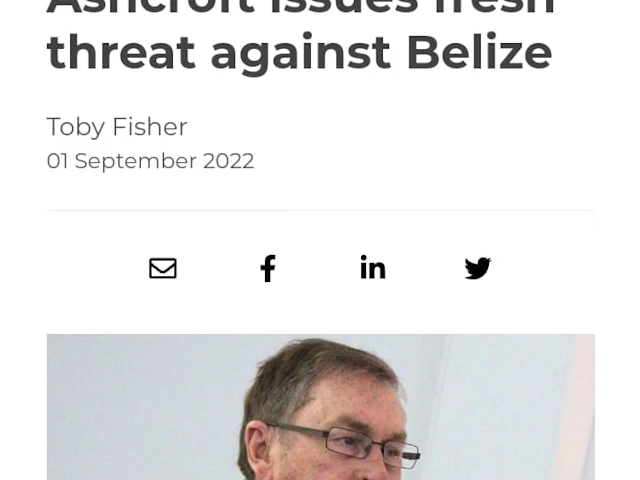 Ashcroft issues fresh
threat against Belize
Toby Fisher
01 September 2022